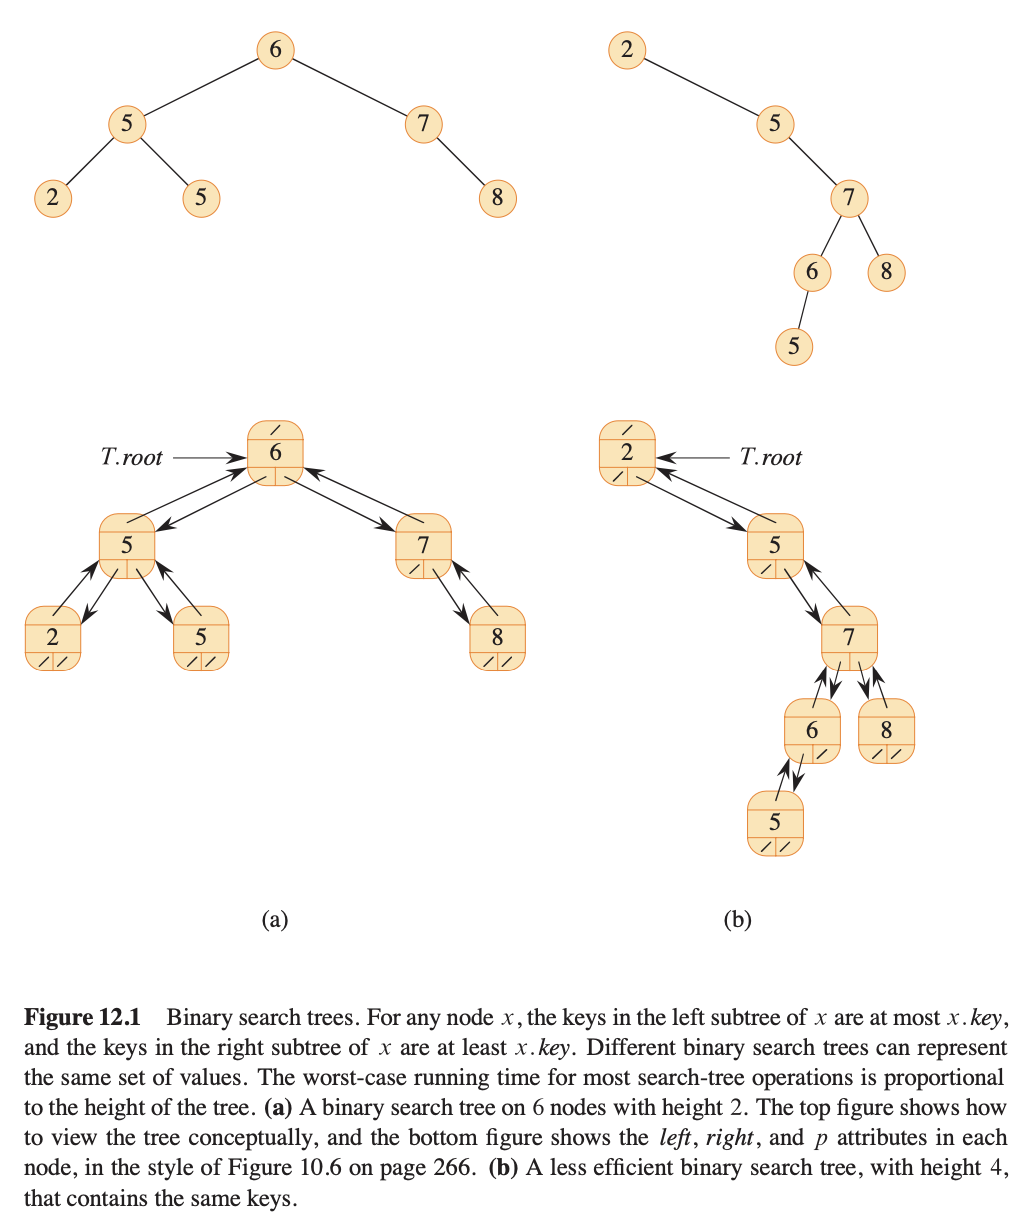 6
2
5
7
5
2
5
8
7
6
8
5
T.root
6
2
T.root
5
7
5
2
5
8
7
6
8
5
(a)
(b)
Figure 12.1 Binary search trees. For any node x, the keys in the left subtree of x are at most x.key,
and the keys in the right subtree of x are at least x.key. Different binary search trees can represent
the same set of values. The worst-case running time for most search-tree operations is proportional
to the height of the tree. (a) A binary search tree on 6 nodes with height 2. The top figure shows how
to view the tree conceptually, and the bottom figure shows the left, right, and p attributes in each
node, in the style of Figure 10.6 on page 266. (b) A less efficient binary search tree, with height 4,
that contains the same keys.